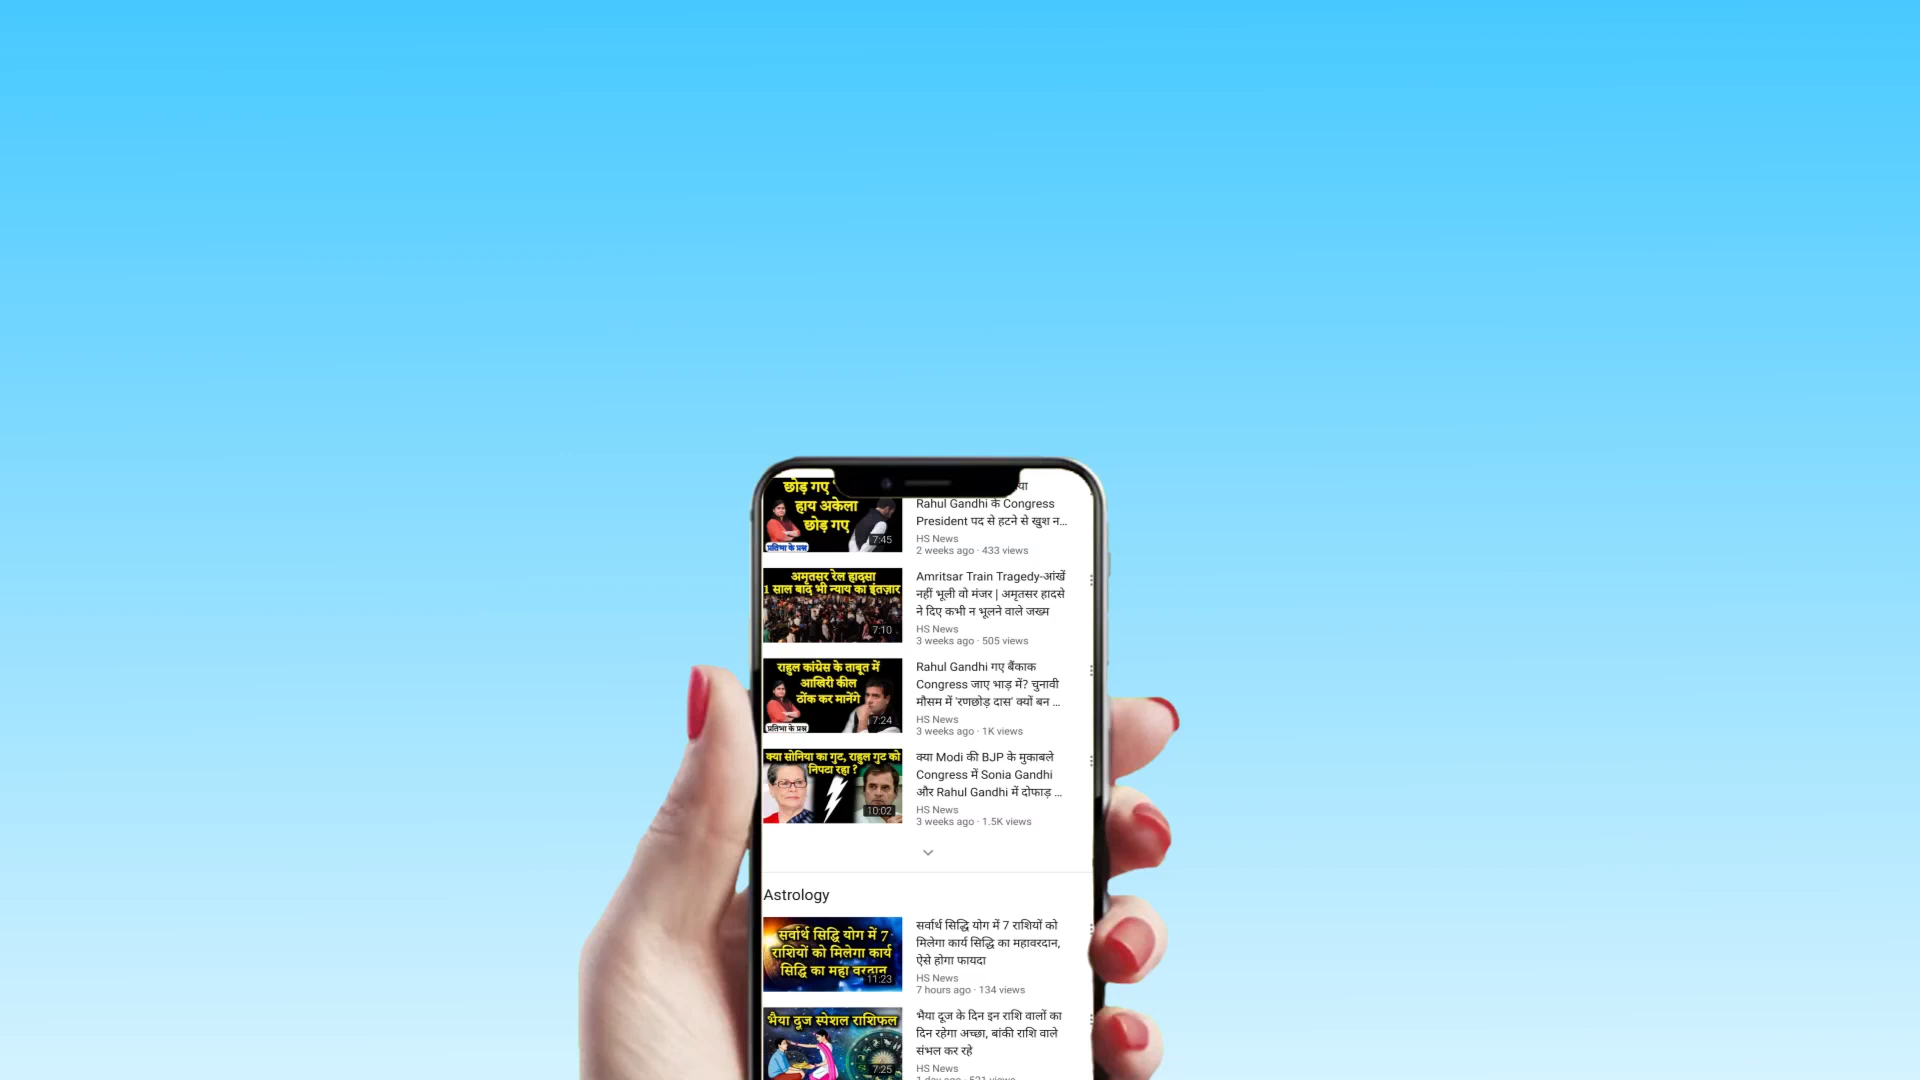 छोड़ गए
हाय अकेला
छोड़ गए
प्रतिभा के प्रश्न
7:45
या
Rahul Gandhi के Congress
President पद से हटने से खुश न...
HS News
2 weeks ago · 433 views
अमृतसर रेल हादसा
1 साल बाद भी न्याय का इंतज़ार
7:10
Amritsar Train Tragedy-आंखें
नहीं भूली वो मंजर | अमृतसर हादसे
ने दिए कभी न भूलने वाले जख्म
HS News
3 weeks ago · 505 views
राहुल कांग्रेस के ताबूत में
आखिरी कील
ठोंक कर मानेंगे
प्रतिभा के प्रश्न
7:24
Rahul Gandhi गए बैंकाक
Congress जाए भाड़ में? चुनावी
मौसम में 'रणछोड़ दास' क्यों बन ...
HS News
3 weeks ago · 1K views
क्या सोनिया का गुट, राहुल गुट को
निपटा रहा ?
10:02
क्या Modi की BJP के मुकाबले
Congress में Sonia Gandhi
और Rahul Gandhi में दोफाड़ ...
HS News
3 weeks ago · 1.5K views
Astrology
सर्वार्थ सिद्धि योग में 7
राशियों को मिलेगा कार्य
सिद्धि का महा वरदान
11:23
सर्वार्थ सिद्धि योग में 7 राशियों को
मिलेगा कार्य सिद्धि का महावरदान,
ऐसे होगा फायदा
HS News
7 hours ago · 134 views
भैया दूज स्पेशल राशिफल
7:25
भैया दूज के दिन इन राशि वालों का
दिन रहेगा अच्छा, बांकी राशि वाले
संभल कर रहे
HS News
1 day ago · 521 views